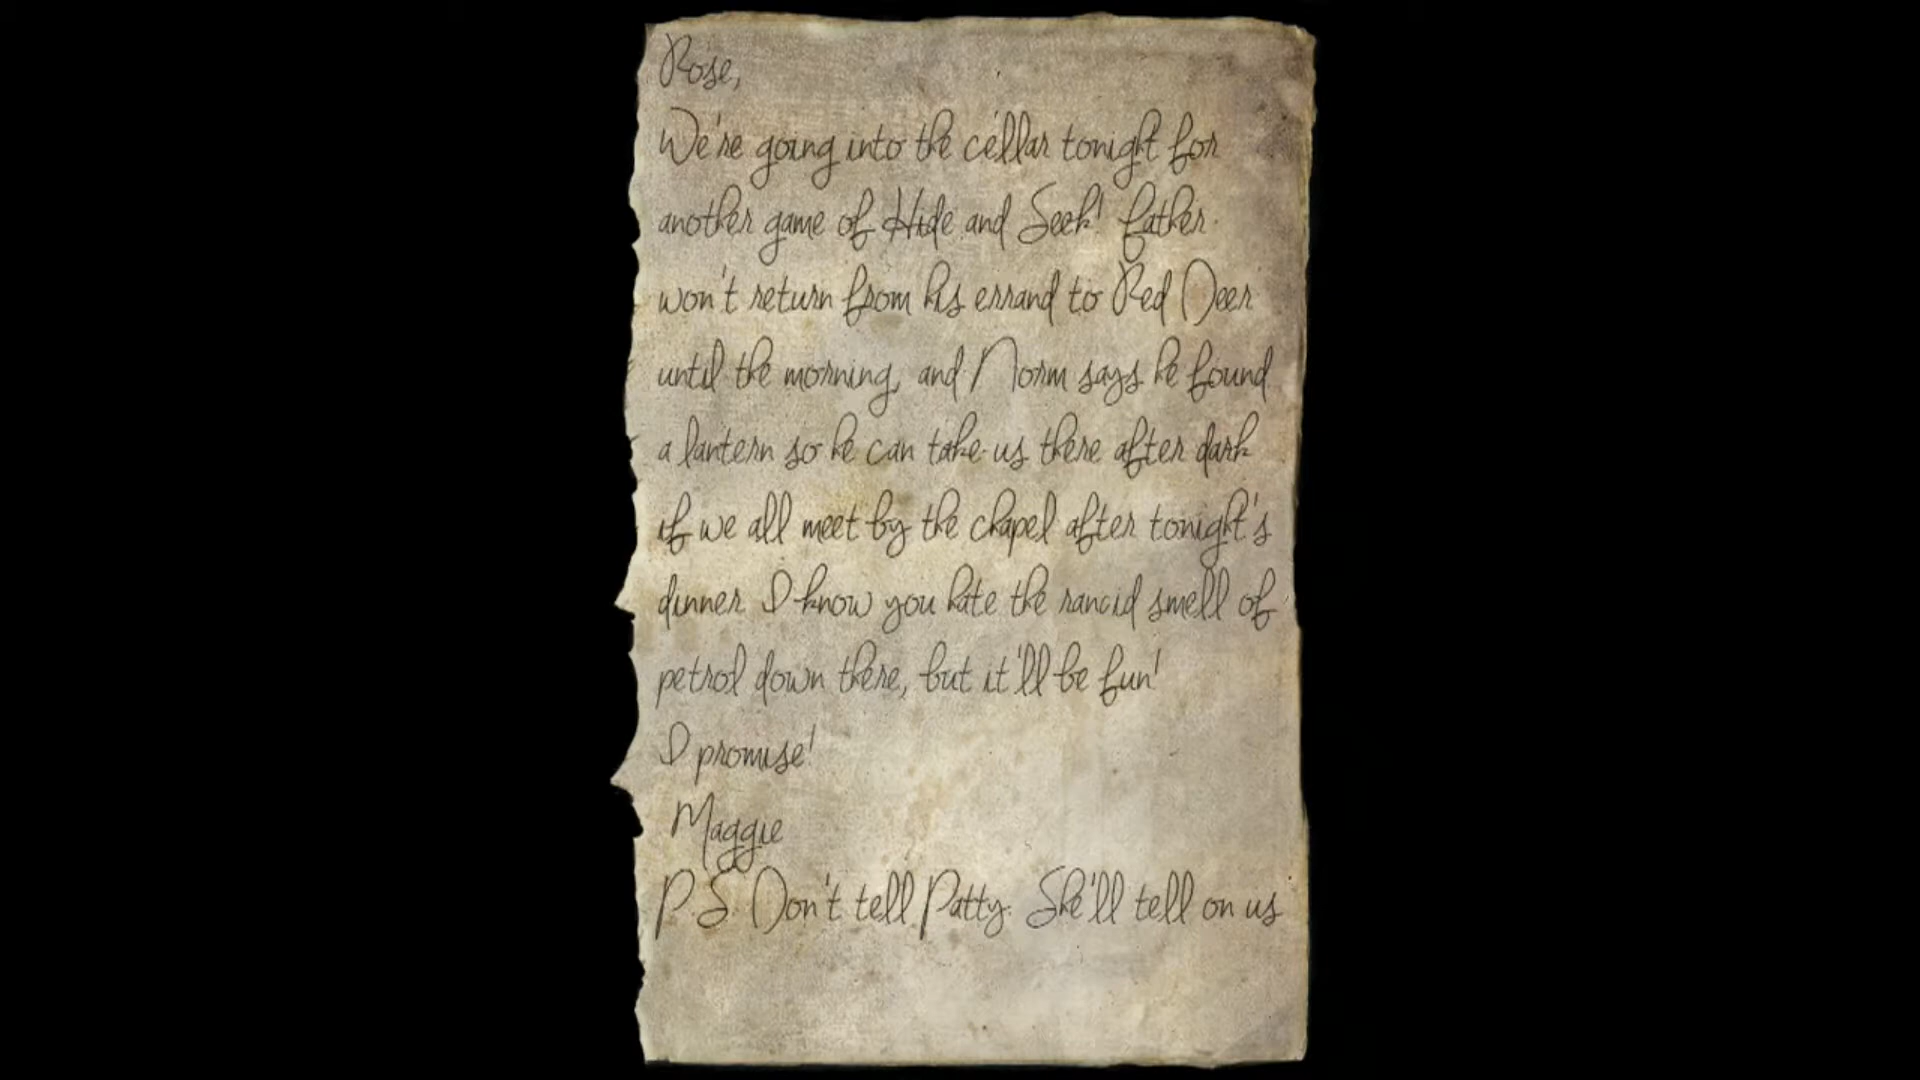 Rose,
We're going into the cellar tonight for
another game of Hide and Seek! Father
won't return from his errand to Red Deer
until the morning, and Norm says he found
a lantern so he can take us there after dark
if we all meet by the chapel after tonight's
dinner. I know you hate the rancid smell of
petrol down there, but it'll be fun!
I promise!
Maggie
P.S. Don't tell Patty. She'll tell on us